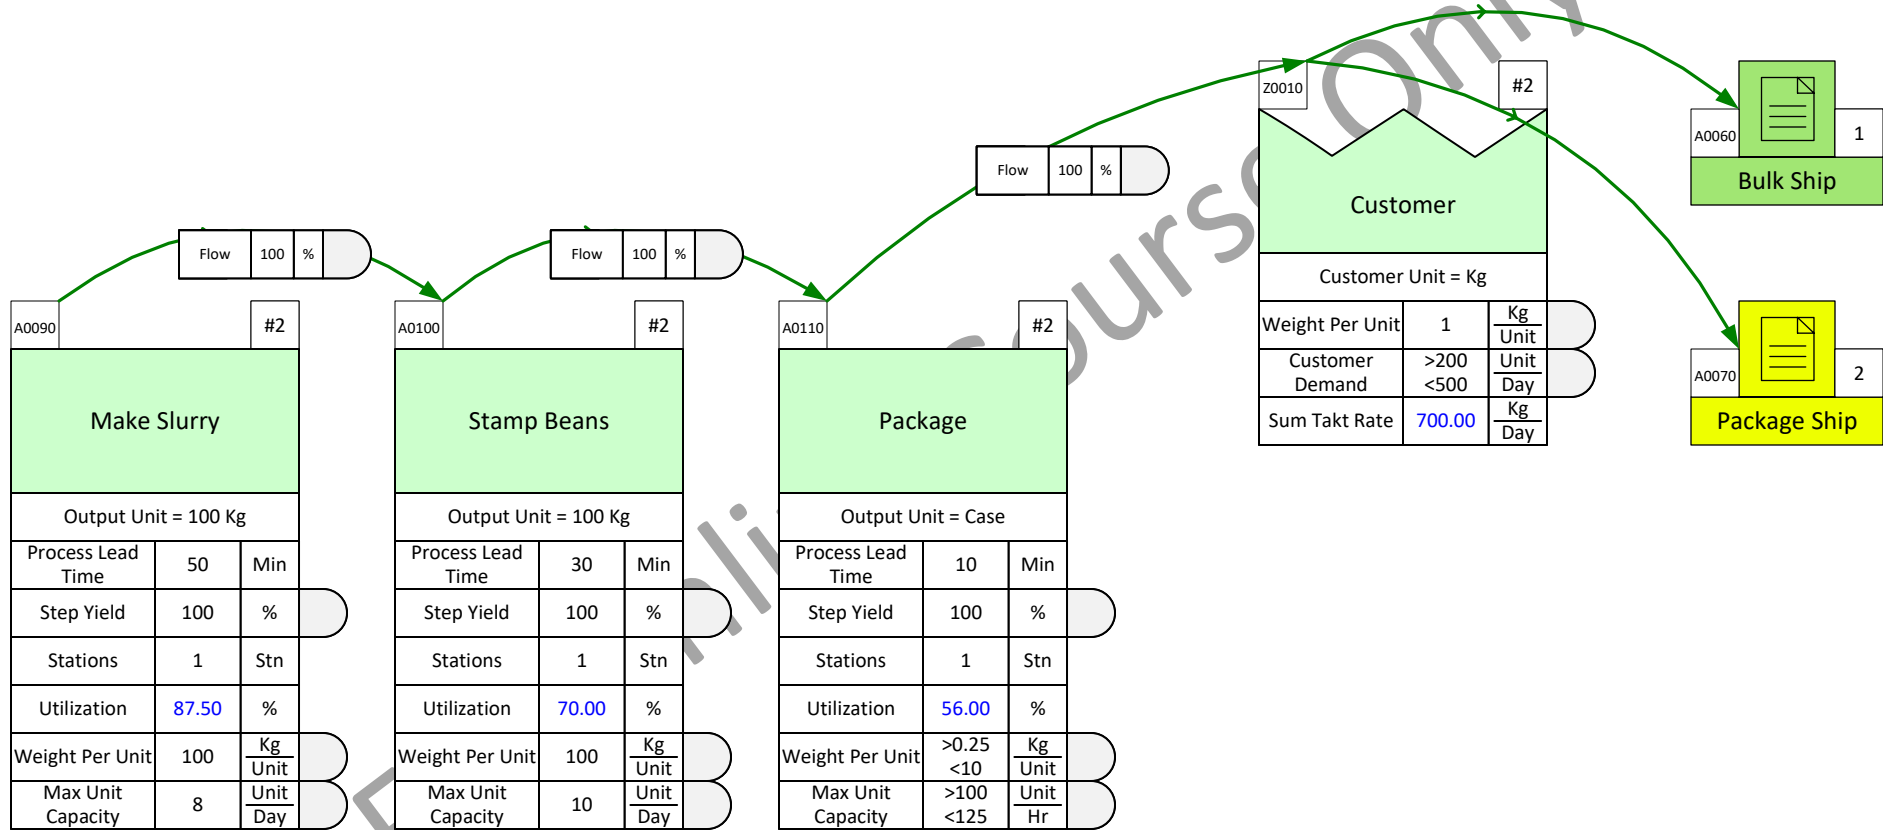 Flow 100 %
Flow 100 %
Flow 100 %
A0090 #2
Make Slurry
Output Unit = 100 Kg
Process Lead
Time 50 Min
Step Yield 100 %
Stations 1 Stn
Utilization 87.50 %
Weight Per Unit 100 Kg
Unit
Max Unit
Capacity 8 Unit
Day
A0100 #2
Stamp Beans
Output Unit = 100 Kg
Process Lead
Time 30 Min
Step Yield 100 %
Stations 1 Stn
Utilization 70.00 %
Weight Per Unit 100 Kg
Unit
Max Unit
Capacity 10 Unit
Day
A0110 #2
Package
Output Unit = Case
Process Lead
Time 10 Min
Step Yield 100 %
Stations 1 Stn
Utilization 56.00 %
Weight Per Unit >0.25
<10 Kg
Unit
Max Unit
Capacity >100
<125 Unit
Hr
Z0010 #2
Customer
Customer Unit = Kg
Weight Per Unit 1 Kg
Unit
Customer
Demand >200
<500 Unit
Day
Sum Takt Rate 700.00 Kg
Day
A0060 1
Bulk Ship
A0070 2
Package Ship
Only